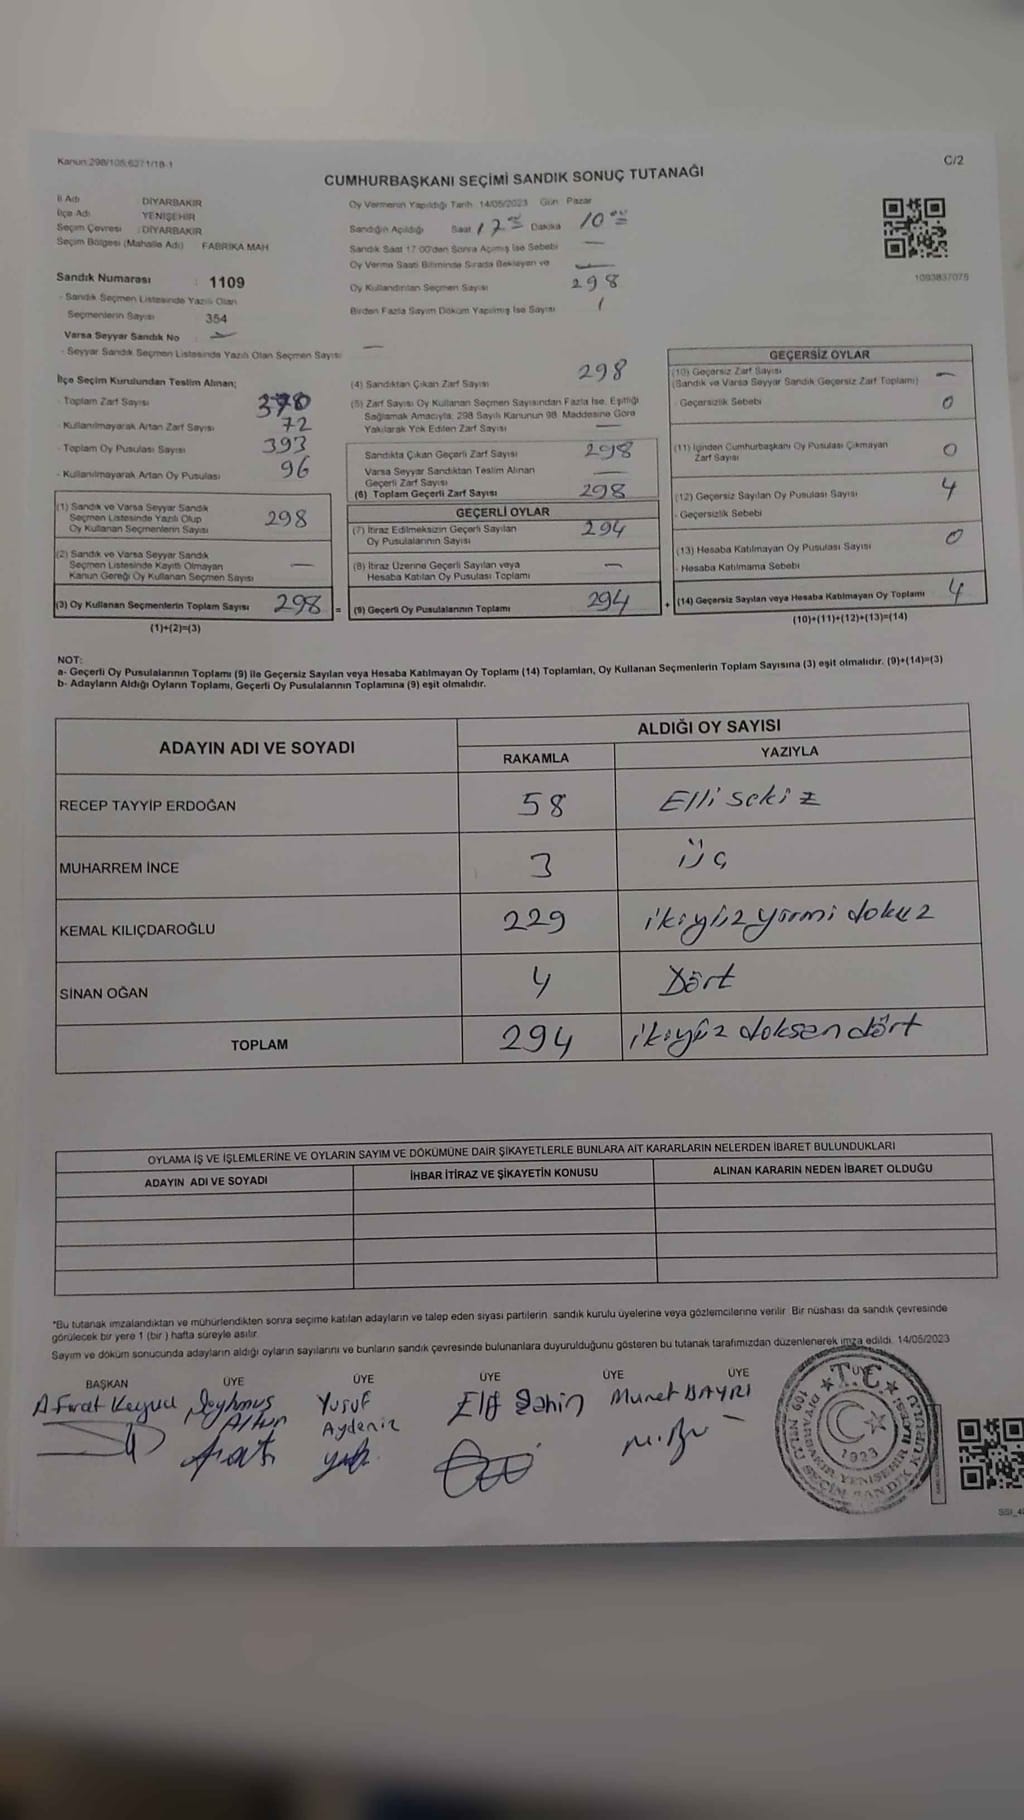 Kanun:298/105;6271/18-1
C/2
CUMHURBAŞKANI SEÇİMİ SANDIK SONUÇ TUTANAĞI
İl Adı DİYARBAKIR
İlçe Adı YENİŞEHİR
Seçim Çevresi : DİYARBAKIR
Seçim Bölgesi (Mahalle Adı) FABRİKA MAH
Sandık Numarası : 1109
- Sandık Seçmen Listesinde Yazılı Olan
Seçmenlerin Sayısı 354
Varsa Seyyar Sandık No
- Seyyar Sandık Seçmen Listesinde Yazılı Olan Seçmen Sayısı —
Oy Vermenin Yapıldığı Tarih : 14/05/2023 Gün : Pazar
Sandığın Açıldığı Saat 17 00 Dakika 10 00
Sandık Saat 17:00'den Sonra Açılmış İse Sebebi —
Oy Verme Saati Bitiminde Sırada Bekleyen ve —
Oy Kullandırılan Seçmen Sayısı 298
Birden Fazla Sayım Döküm Yapılmış İse Sayısı 1
1093837075
İlçe Seçim Kurulundan Teslim Alınan;
- Toplam Zarf Sayısı 370
- Kullanılmayarak Artan Zarf Sayısı 72
- Toplam Oy Pusulası Sayısı 393
- Kullanılmayarak Artan Oy Pusulası 96
(1) Sandık ve Varsa Seyyar Sandık
Seçmen Listesinde Yazılı Olup
Oy Kullanan Seçmenlerin Sayısı 298
(2) Sandık ve Varsa Seyyar Sandık
Seçmen Listesinde Kayıtlı Olmayan
Kanun Gereği Oy Kullanan Seçmen Sayısı —
(3) Oy Kullanan Seçmenlerin Toplam Sayısı 298 =
(1)+(2)=(3)
(4) Sandıktan Çıkan Zarf Sayısı 298
(5) Zarf Sayısı Oy Kullanan Seçmen Sayısından Fazla İse, Eşitliği
Sağlamak Amacıyla, 298 Sayılı Kanunun 98. Maddesine Göre
Yakılarak Yok Edilen Zarf Sayısı —
Sandıkta Çıkan Geçerli Zarf Sayısı 298
Varsa Seyyar Sandıktan Teslim Alınan
Geçerli Zarf Sayısı —
(6) Toplam Geçerli Zarf Sayısı 298
GEÇERLİ OYLAR
(7) İtiraz Edilmeksizin Geçerli Sayılan
Oy Pusulalarının Sayısı 294
(8) İtiraz Üzerine Geçerli Sayılan veya
Hesaba Katılan Oy Pusulası Toplamı —
(9) Geçerli Oy Pusulalarının Toplamı 294 +
GEÇERSİZ OYLAR
(10) Geçersiz Zarf Sayısı —
(Sandık ve Varsa Seyyar Sandık Geçersiz Zarf Toplamı)
- Geçersizlik Sebebi 0
(11) İçinden Cumhurbaşkanı Oy Pusulası Çıkmayan
Zarf Sayısı 0
(12) Geçersiz Sayılan Oy Pusulası Sayısı 4
- Geçersizlik Sebebi
(13) Hesaba Katılmayan Oy Pusulası Sayısı 0
- Hesaba Katılmama Sebebi
(14) Geçersiz Sayılan veya Hesaba Katılmayan Oy Toplamı 4
(10)+(11)+(12)+(13)=(14)
NOT:
a- Geçerli Oy Pusulalarının Toplamı (9) ile Geçersiz Sayılan veya Hesaba Katılmayan Oy Toplamı (14) Toplamları, Oy Kullanan Seçmenlerin Toplam Sayısına (3) eşit olmalıdır. (9)+(14)=(3)
b- Adayların Aldığı Oyların Toplamı, Geçerli Oy Pusulalarının Toplamına (9) eşit olmalıdır.
ADAYIN ADI VE SOYADI
ALDIĞI OY SAYISI
RAKAMLA YAZIYLA
RECEP TAYYİP ERDOĞAN 58 Elli sekiz
MUHARREM İNCE 3 üç
KEMAL KILIÇDAROĞLU 229 ikiyüz yirmi dokuz
SİNAN OĞAN 4 Dört
TOPLAM 294 ikiyüz doksan dört
OYLAMA İŞ VE İŞLEMLERİNE VE OYLARIN SAYIM VE DÖKÜMÜNE DAİR ŞİKAYETLERLE BUNLARA AİT KARARLARIN NELERDEN İBARET BULUNDUKLARI
ADAYIN ADI VE SOYADI İHBAR İTİRAZ VE ŞİKAYETİN KONUSU ALINAN KARARIN NEDEN İBARET OLDUĞU
*Bu tutanak imzalandıktan ve mühürlendikten sonra seçime katılan adayların ve talep eden siyasi partilerin sandık kurulu üyelerine veya gözlemcilerine verilir. Bir nüshası da sandık çevresinde
görülecek bir yere 1 (bir ) hafta süreyle asılır.
Sayım ve döküm sonucunda adayların aldığı oyların sayılarını ve bunların sandık çevresinde bulunanlara duyurulduğunu gösteren bu tutanak tarafımızdan düzenlenerek imza edildi. 14/05/2023
BAŞKAN ÜYE ÜYE ÜYE ÜYE ÜYE ÜYE
A.Fırat Şeyhmus Yusuf Elif Şahin
Aydeniz
T.C.
1923
DİYARBAKIR YENİŞEHİR İLÇESİ
SEÇİM SANDIK KURULU